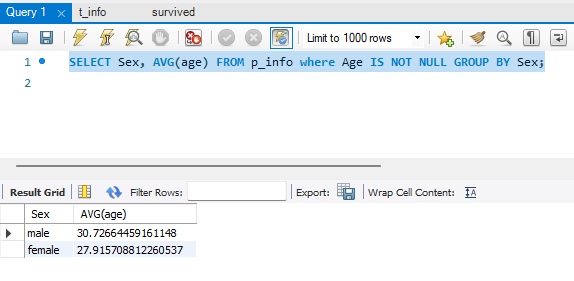 Query 1 t_info survived
Limit to 1000 rows
1 SELECT Sex, AVG(age) FROM p_info where Age IS NOT NULL GROUP BY Sex;
2
Result Grid Filter Rows: Export: Wrap Cell Content:
Sex AVG(age)
male 30.72664459161148
female 27.915708812260537